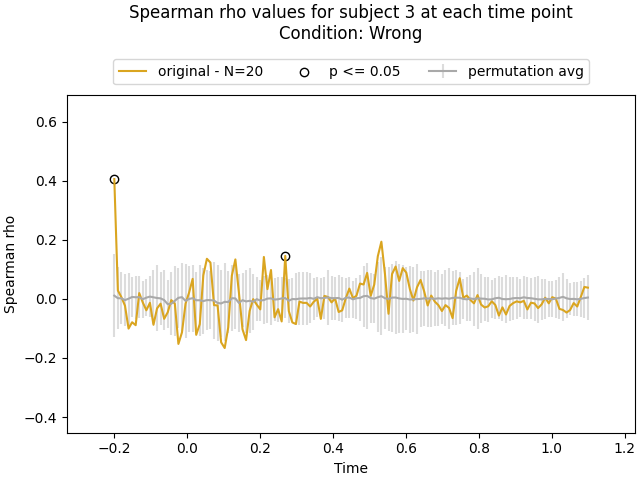 Spearman rho values for subject 3 at each time point
Condition: Wrong
original - N=20 p <= 0.05 permutation avg
0.6
0.4
0.2
0.0
−0.2
−0.4
Spearman rho
−0.2 0.0 0.2 0.4 0.6 0.8 1.0 1.2
Time